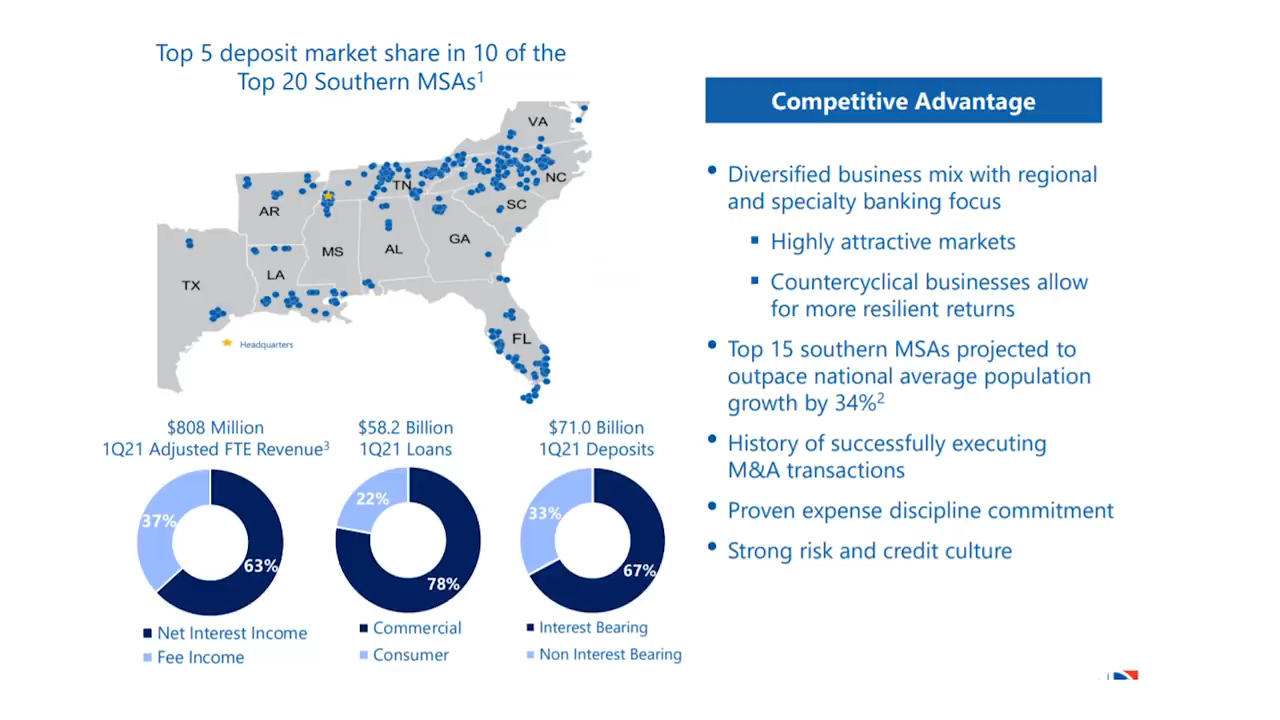 Top 5 deposit market share in 10 of the
Top 20 Southern MSAs1
VA
TN
NC
AR
SC
MS
AL
GA
LA
TX
FL
Headquarters
$808 Million
1Q21 Adjusted FTE Revenue3
37%
63%
Net Interest Income
Fee Income
$58.2 Billion
1Q21 Loans
22%
78%
Commercial
Consumer
$71.0 Billion
1Q21 Deposits
33%
67%
Interest Bearing
Non Interest Bearing
Competitive Advantage
• Diversified business mix with regional
and specialty banking focus
▪ Highly attractive markets
▪ Countercyclical businesses allow
for more resilient returns
• Top 15 southern MSAs projected to
outpace national average population
growth by 34%2
• History of successfully executing
M&A transactions
• Proven expense discipline commitment
• Strong risk and credit culture